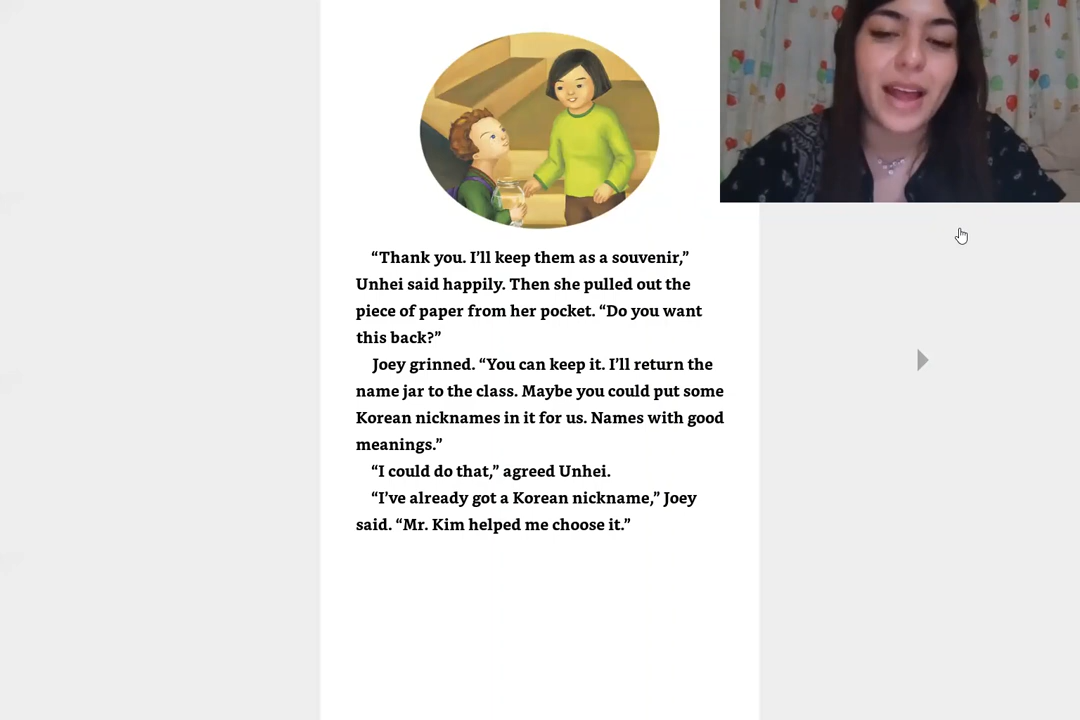 “Thank you. I’ll keep them as a souvenir,”
Unhei said happily. Then she pulled out the
piece of paper from her pocket. “Do you want
this back?”
Joey grinned. “You can keep it. I’ll return the
name jar to the class. Maybe you could put some
Korean nicknames in it for us. Names with good
meanings.”
“I could do that,” agreed Unhei.
“I’ve already got a Korean nickname,” Joey
said. “Mr. Kim helped me choose it.”